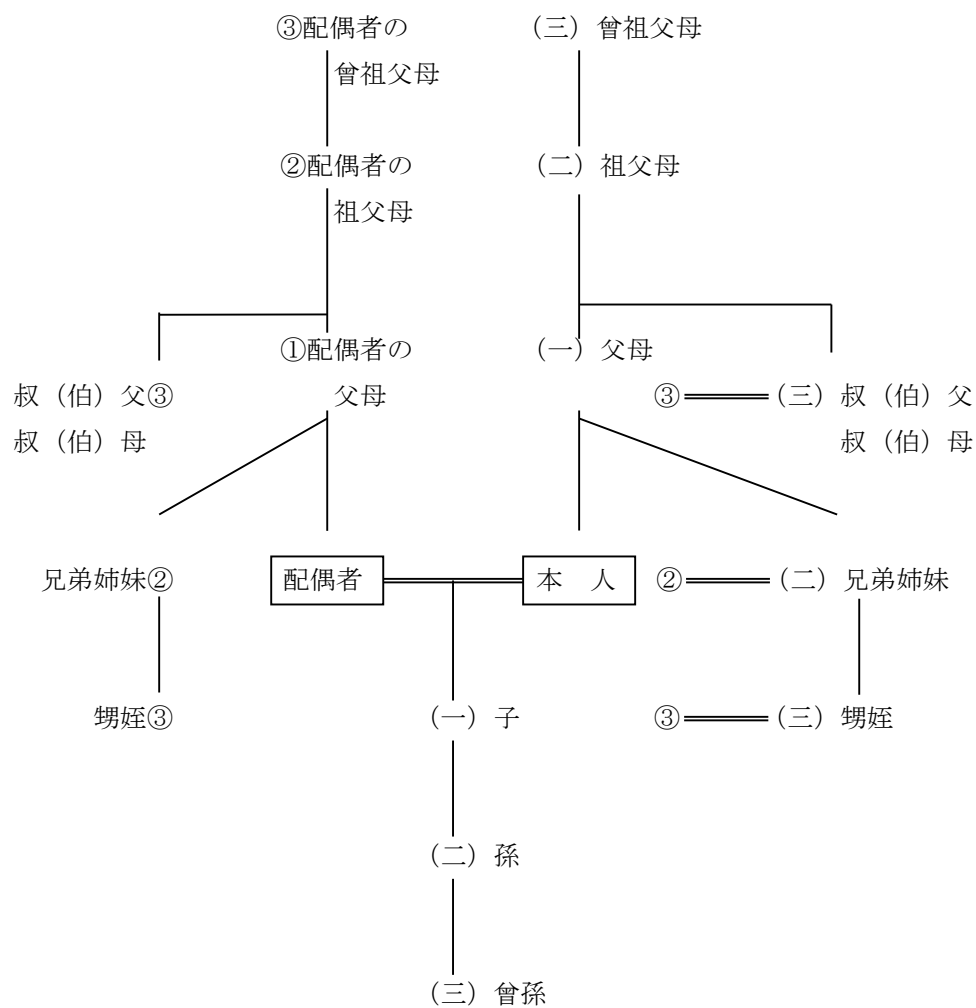 ③配偶者の (三) 曾祖父母
曾祖父母
②配偶者の (二) 祖父母
祖父母
①配偶者の (一) 父母
叔(伯)父③ 父母 ③ (三) 叔(伯)父
叔(伯)母 叔(伯)母
兄弟姉妹② 配偶者 本 人 ② (二) 兄弟姉妹
甥姪③ (一) 子 ③ (三) 甥姪
(二) 孫
(三) 曾孫